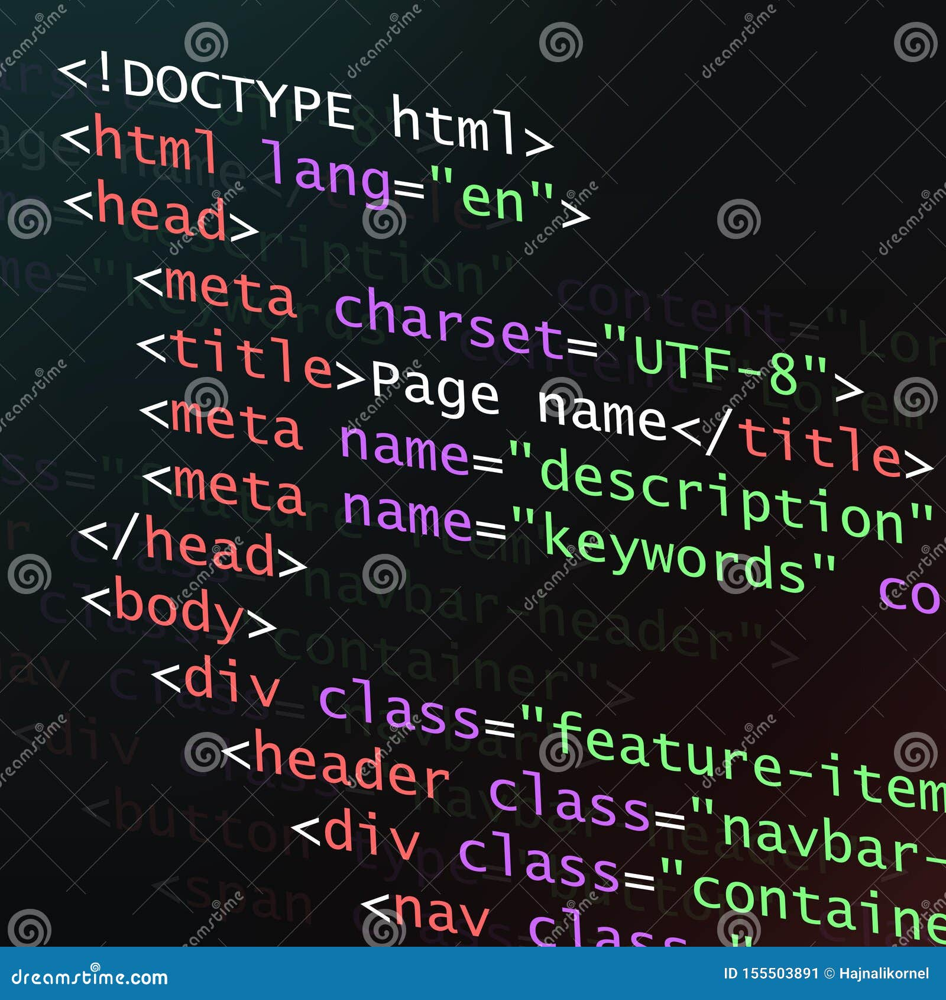 <!DOCTYPE html>
<html lang="en">
<head>
<meta charset="UTF-8">
<title>Page name</title>
<meta name="description"
<meta name="keywords" co
</head>
<body>
<div class="feature-item
<header class="navbar-
<div class="containe
<nav class="
dreamstime.com
ID 155503891 © Hajnalikornel